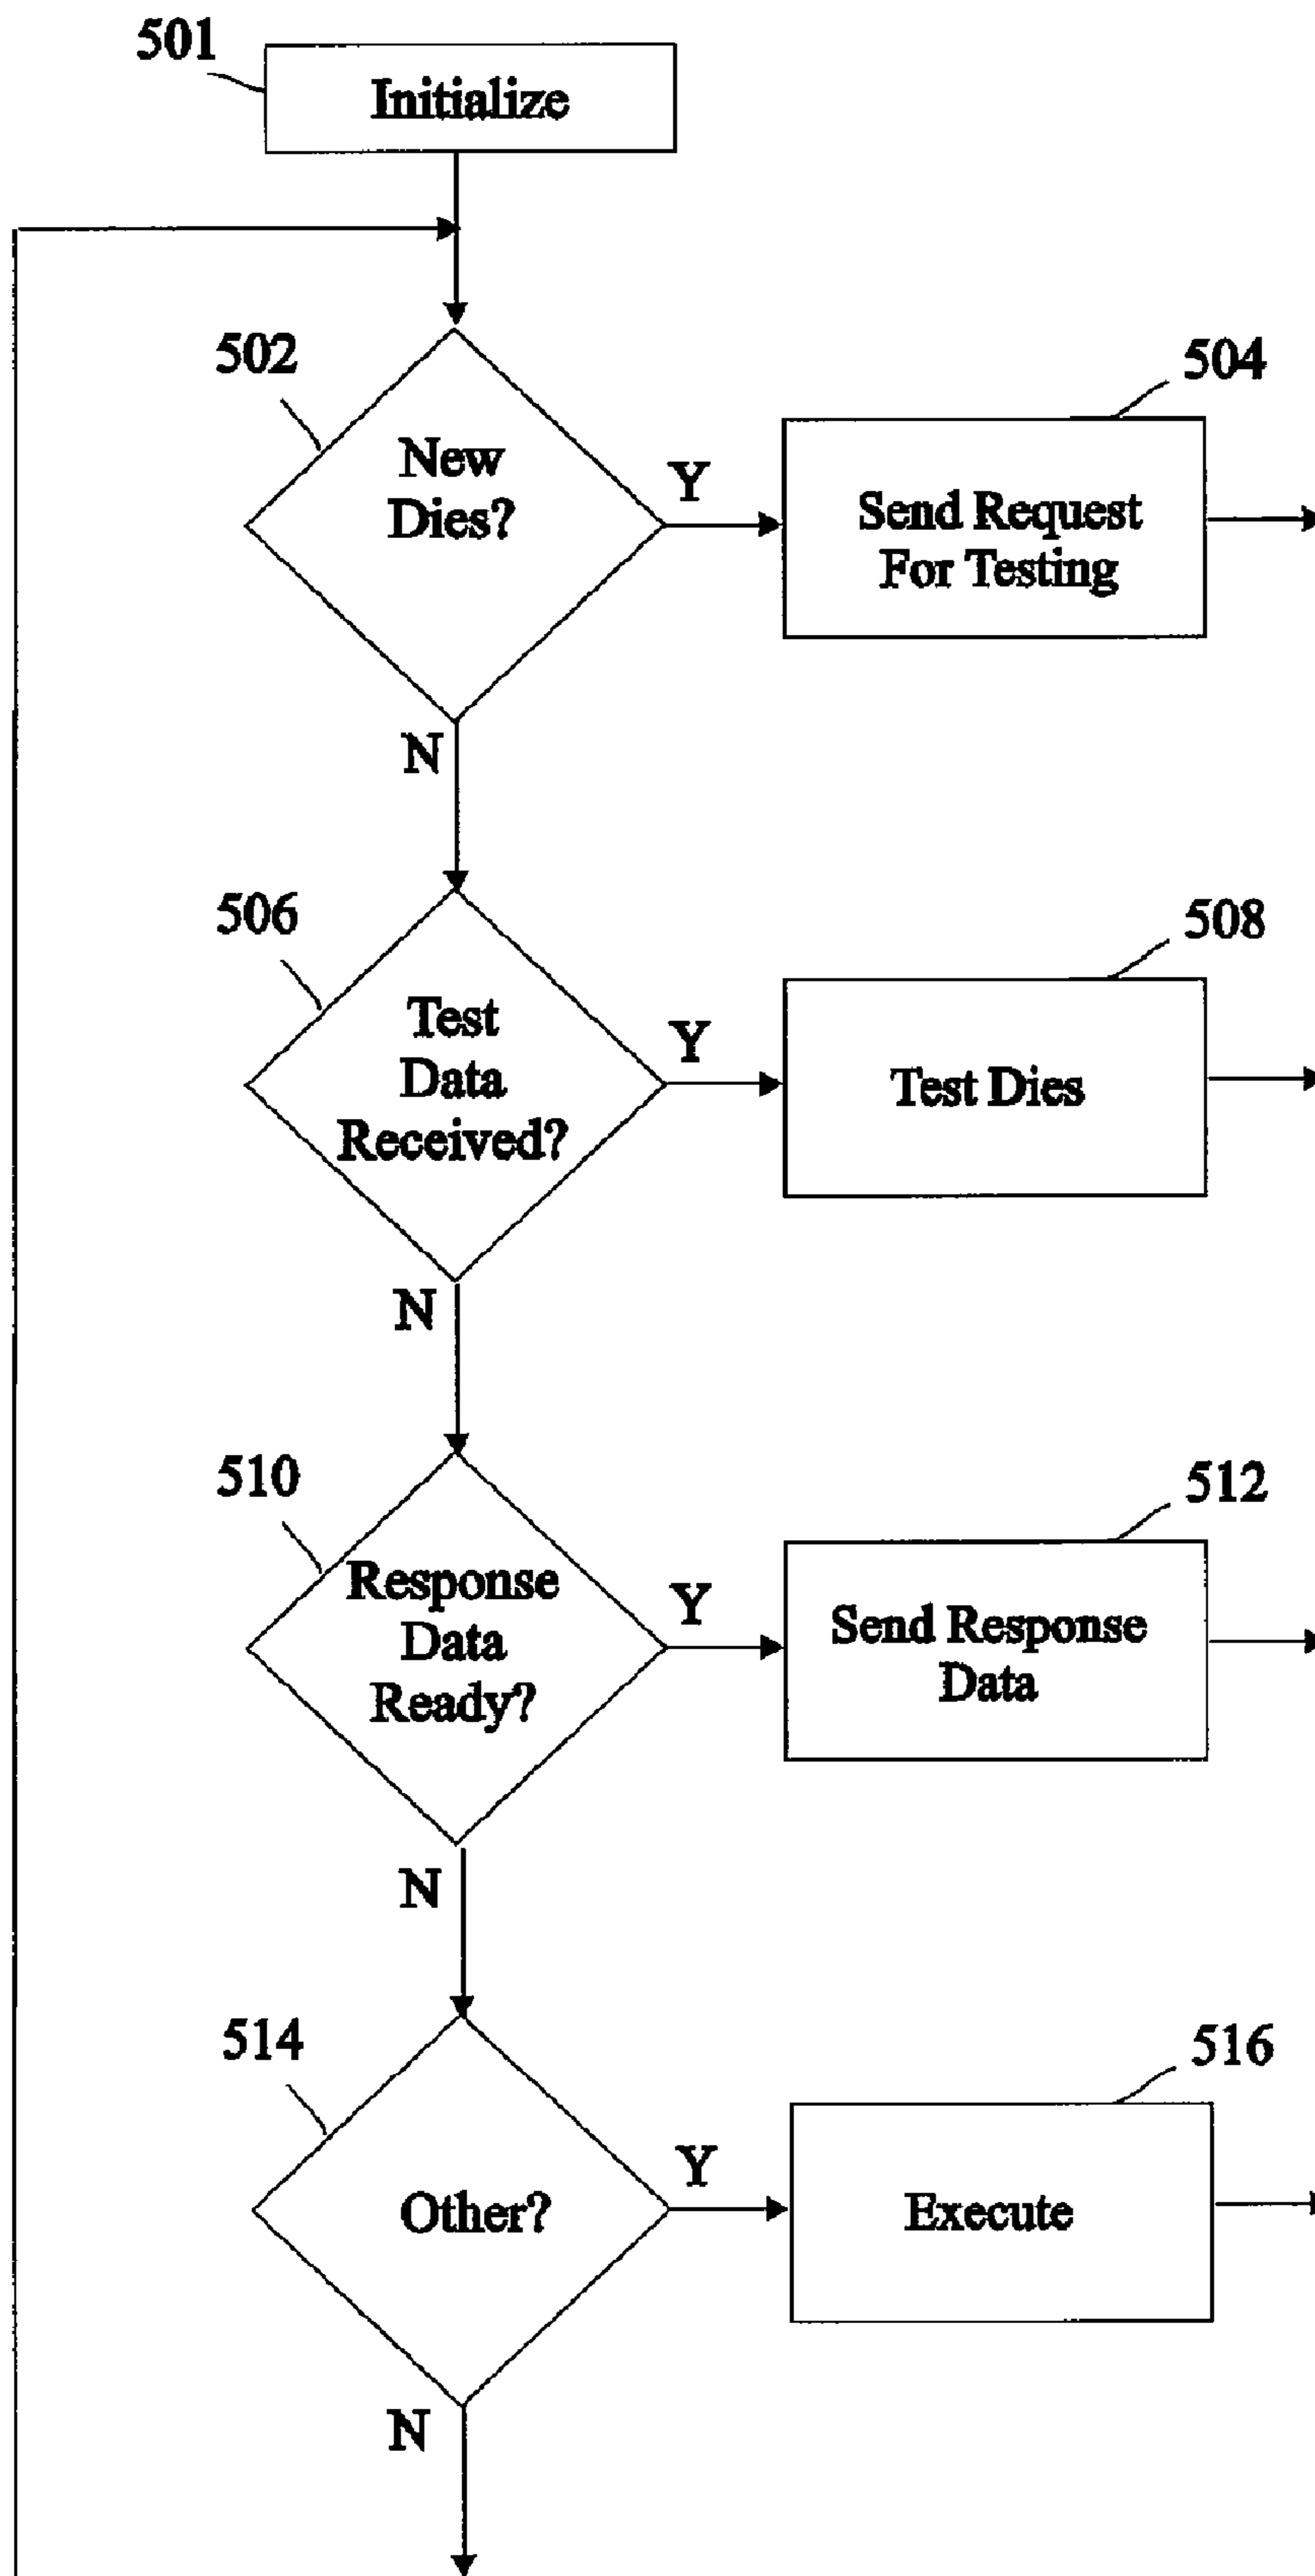 501
Initialize
502
New
Dies?
Y
504
Send Request
For Testing
N
506
Test
Data
Received?
Y
508
Test Dies
N
510
Response
Data
Ready?
Y
512
Send Response
Data
N
514
Other?
Y
516
Execute
N